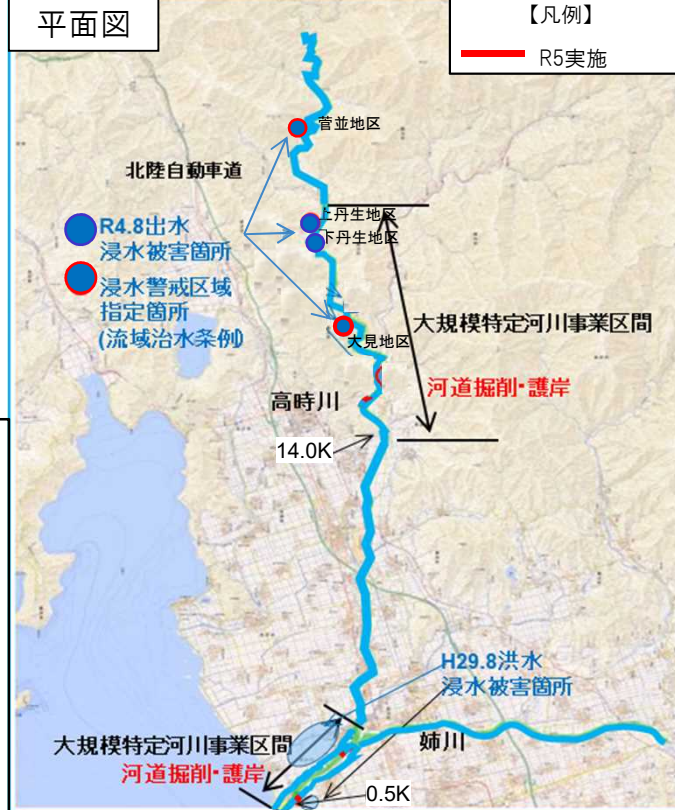 平面図
【凡例】
R5実施
菅並地区
北陸自動車道
上丹生地区
下丹生地区
R4.8出水
浸水被害箇所
浸水警戒区域
指定箇所
(流域治水条例)
大規模特定河川事業区間
大見地区
河道掘削・護岸
高時川
14.0K
H29.8洪水
浸水被害箇所
大規模特定河川事業区間
姉川
河道掘削・護岸
0.5K